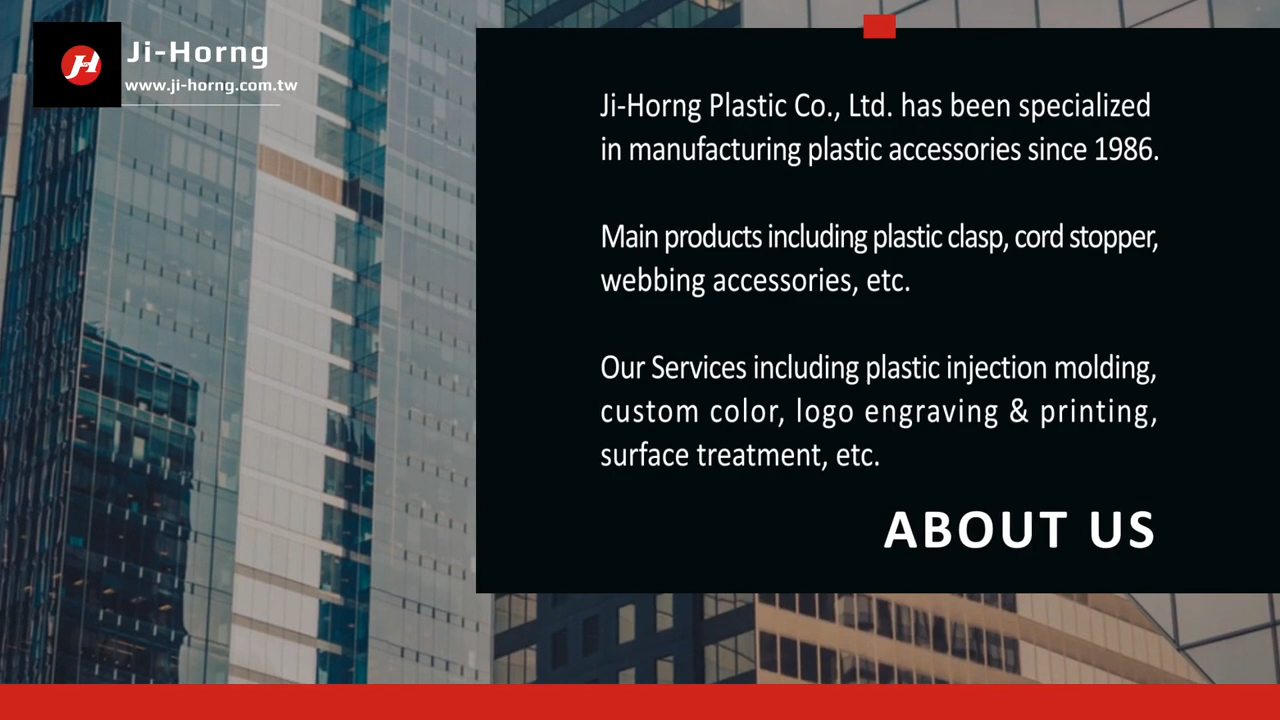 Ji-Horng
www.ji-horng.com.tw
Ji-Horng Plastic Co., Ltd. has been specialized
in manufacturing plastic accessories since 1986.
Main products including plastic clasp, cord stopper,
webbing accessories, etc.
Our Services including plastic injection molding,
custom color, logo engraving & printing,
surface treatment, etc.
ABOUT US